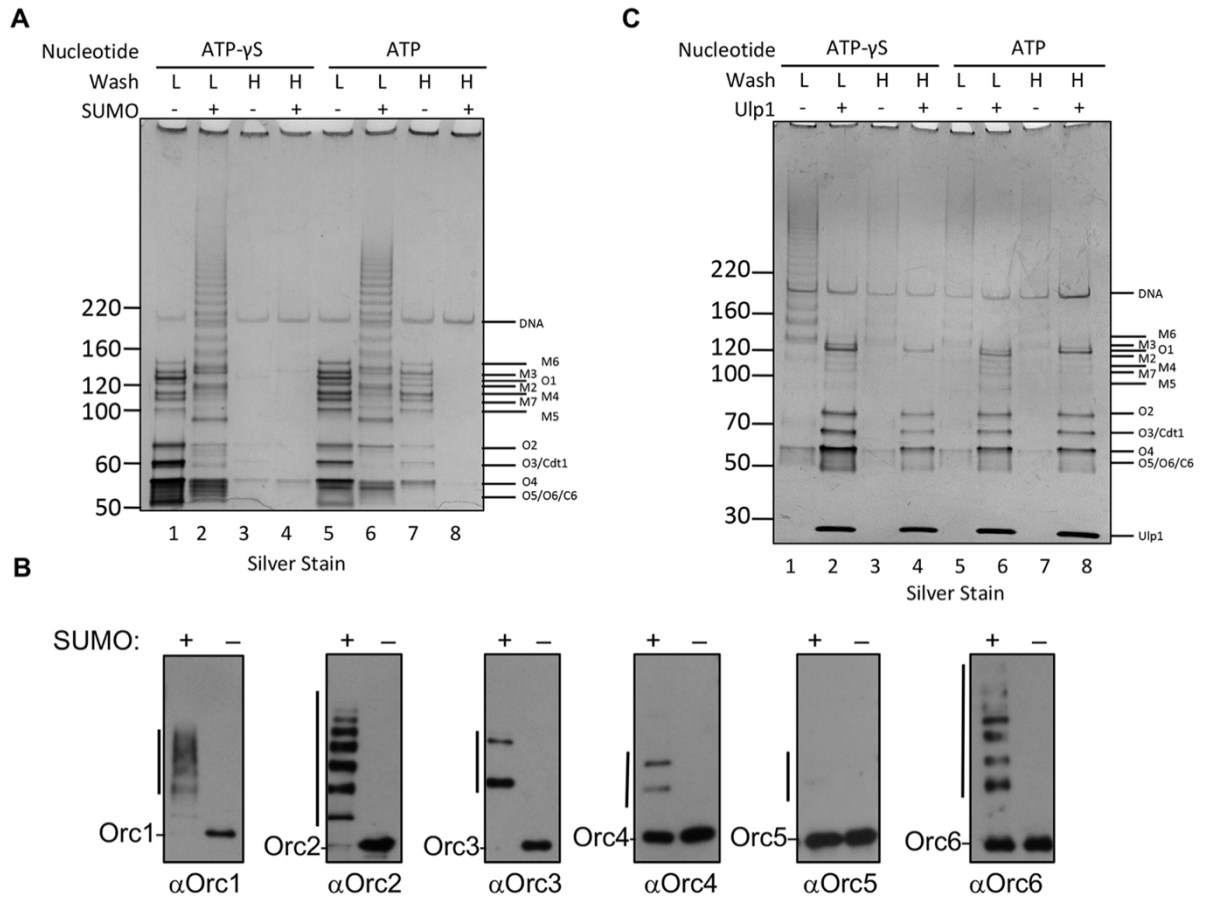 A
Nucleotide ATP-γS ATP
Wash L L H H L L H H
SUMO - + - + - + - +
220
160
120
100
60
50
DNA
M6
M3
O1
M2
M4
M7
M5
O2
O3/Cdt1
O4
O5/O6/C6
1 2 3 4 5 6 7 8
Silver Stain
C
Nucleotide ATP-γS ATP
Wash L L H H L L H H
Ulp1 - + - + - + - +
220
160
120
100
70
50
30
DNA
M6
M3
O1
M2
M4
M7
M5
O2
O3/Cdt1
O4
O5/O6/C6
Ulp1
1 2 3 4 5 6 7 8
Silver Stain
B
SUMO: + – + – + – + – + – + –
Orc1
Orc2
Orc3
Orc4
Orc5
Orc6
αOrc1 αOrc2 αOrc3 αOrc4 αOrc5 αOrc6